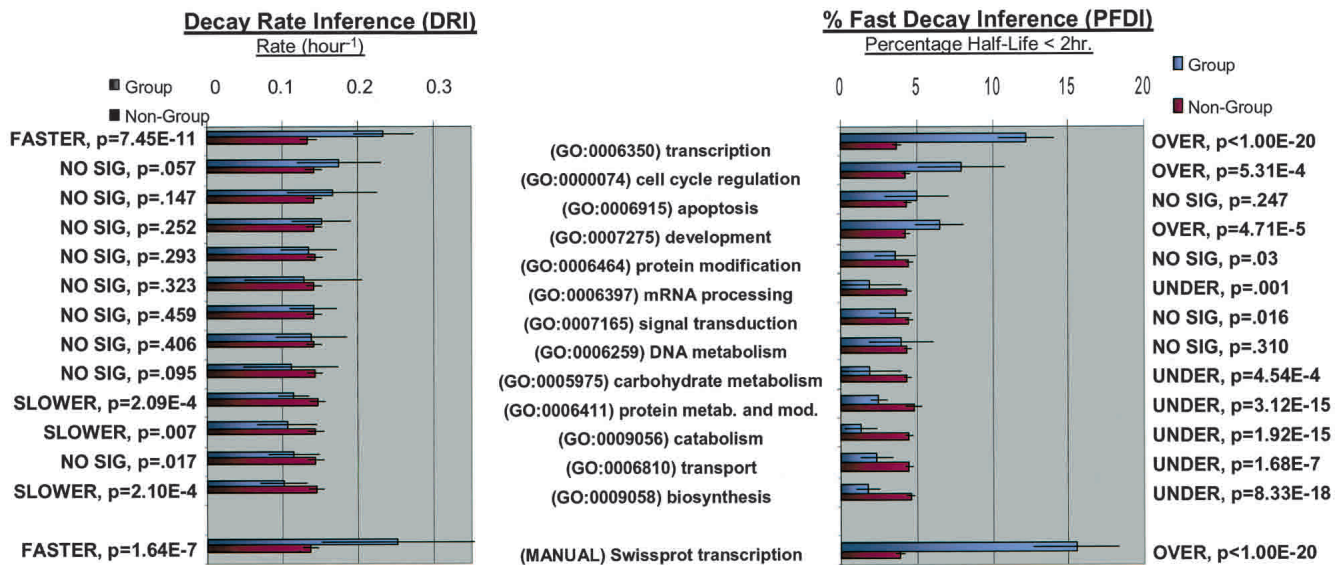 Decay Rate Inference (DRI)
Rate (hour⁻¹)
Group
Non-Group
0 0.1 0.2 0.3
FASTER, p=7.45E-11
NO SIG, p=.057
NO SIG, p=.147
NO SIG, p=.252
NO SIG, p=.293
NO SIG, p=.323
NO SIG, p=.459
NO SIG, p=.406
NO SIG, p=.095
SLOWER, p=2.09E-4
SLOWER, p=.007
NO SIG, p=.017
SLOWER, p=2.10E-4
FASTER, p=1.64E-7
(GO:0006350) transcription
(GO:0000074) cell cycle regulation
(GO:0006915) apoptosis
(GO:0007275) development
(GO:0006464) protein modification
(GO:0006397) mRNA processing
(GO:0007165) signal transduction
(GO:0006259) DNA metabolism
(GO:0005975) carbohydrate metabolism
(GO:0006411) protein metab. and mod.
(GO:0009056) catabolism
(GO:0006810) transport
(GO:0009058) biosynthesis
(MANUAL) Swissprot transcription
% Fast Decay Inference (PFDI)
Percentage Half-Life < 2hr.
0 5 10 15 20
Group
Non-Group
OVER, p<1.00E-20
OVER, p=5.31E-4
NO SIG, p=.247
OVER, p=4.71E-5
NO SIG, p=.03
UNDER, p=.001
NO SIG, p=.016
NO SIG, p=.310
UNDER, p=4.54E-4
UNDER, p=3.12E-15
UNDER, p=1.92E-15
UNDER, p=1.68E-7
UNDER, p=8.33E-18
OVER, p<1.00E-20